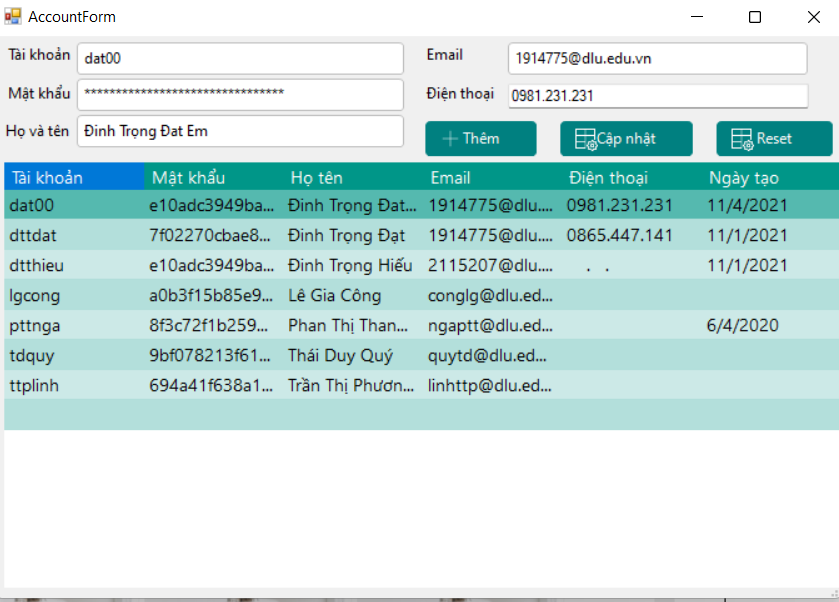 AccountForm
Tài khoản dat00 Email 1914775@dlu.edu.vn
Mật khẩu ******************************** Điện thoại 0981.231.231
Họ và tên Đinh Trọng Đat Em Thêm Cập nhật Reset
Tài khoản Mật khẩu Họ tên Email Điện thoại Ngày tạo
dat00 e10adc3949ba... Đinh Trọng Đat... 1914775@dlu.... 0981.231.231 11/4/2021
dttdat 7f02270cbae8... Đinh Trọng Đạt 1914775@dlu.... 0865.447.141 11/1/2021
dtthieu e10adc3949ba... Đinh Trọng Hiếu 2115207@dlu.... . . 11/1/2021
lgcong a0b3f15b85e9... Lê Gia Công conglg@dlu.ed...
pttnga 8f3c72f1b259... Phan Thị Than... ngaptt@dlu.ed... 6/4/2020
tdquy 9bf078213f61... Thái Duy Quý quytd@dlu.ed...
ttplinh 694a41f638a1... Trần Thị Phươn... linhttp@dlu.ed...